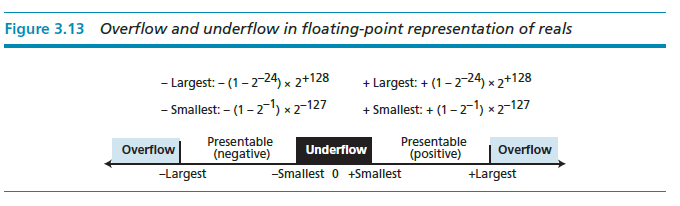 Figure 3.13 Overflow and underflow in floating-point representation of reals
– Largest: – (1 – 2⁻²⁴) × 2⁺¹²⁸ + Largest: + (1 – 2⁻²⁴) × 2⁺¹²⁸
– Smallest: – (1 – 2⁻¹) × 2⁻¹²⁷ + Smallest: + (1 – 2⁻¹) × 2⁻¹²⁷
Overflow Presentable (negative) Underflow Presentable (positive) Overflow
–Largest –Smallest 0 +Smallest +Largest